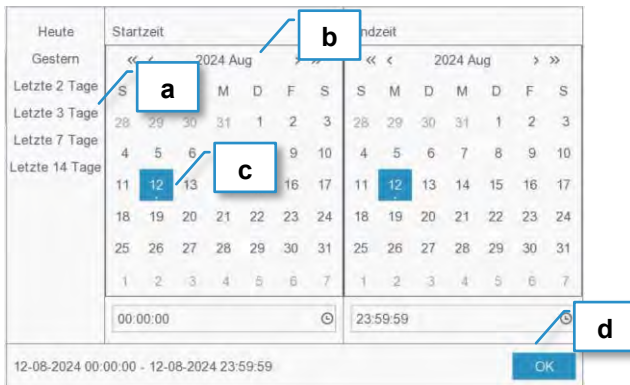 Heute
Gestern
Letzte 2 Tage
Letzte 3 Tage
Letzte 7 Tage
Letzte 14 Tage
Startzeit
« ‹ 2024 Aug › »
S M D F S
28 29 30 31 1 2 3
4 5 6 9 10
11 12 13 16 17
18 19 20 21 22 23 24
25 26 27 28 29 30 31
1 2 3 4 5 6 7
00:00:00
ndzeit
« ‹ 2024 Aug › »
S M D M D F S
28 29 30 31 1 2 3
4 5 6 7 8 9 10
11 12 13 14 15 16 17
18 19 20 21 22 23 24
25 26 27 28 29 30 31
1 2 3 4 5 6 7
23:59:59
12-08-2024 00:00:00 - 12-08-2024 23:59:59
OK
a
b
c
d